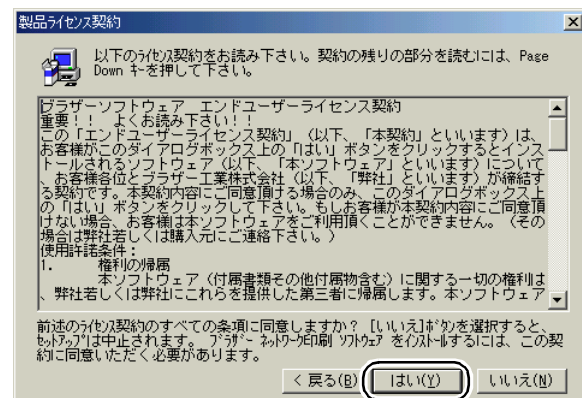 製品ライセンス契約
以下のライセンス契約をお読み下さい。契約の残りの部分を読むには、Page
Down キーを押して下さい。
ブラザーソフトウェア　エンドユーザーライセンス契約
重要！！　よくお読み下さい！！
この「エンドユーザーライセンス契約」（以下、「本契約」といいます）は、
お客様がこのダイアログボックス上の「はい」ボタンをクリックするとインス
トールされるソフトウェア（以下、「本ソフトウェア」といいます）について
、お客様各位とブラザー工業株式会社（以下、「弊社」といいます）が締結す
る契約です。本契約内容にご同意頂ける場合のみ、このダイアログボックス上
の「はい」ボタンをクリックして下さい。もしお客様が本契約内容にご同意頂
けない場合、お客様は本ソフトウェアをご利用頂くことができません。（その
場合は弊社若しくは購入元にご連絡下さい。）
使用許諾条件：
1.　　権利の帰属
本ソフトウェア（付属書類その他付属物含む）に関する一切の権利は
、弊社若しくは弊社にこれらを提供した第三者に帰属します。本ソフトウェア
前述のライセンス契約のすべての条項に同意しますか？［いいえ］ボタンを選択すると、
セットアップは中止されます。 ブラザー ネットワーク印刷 ソフトウェア をインストールするには、この契
約に同意いただく必要があります。
< 戻る(B)　はい(Y)　いいえ(N)